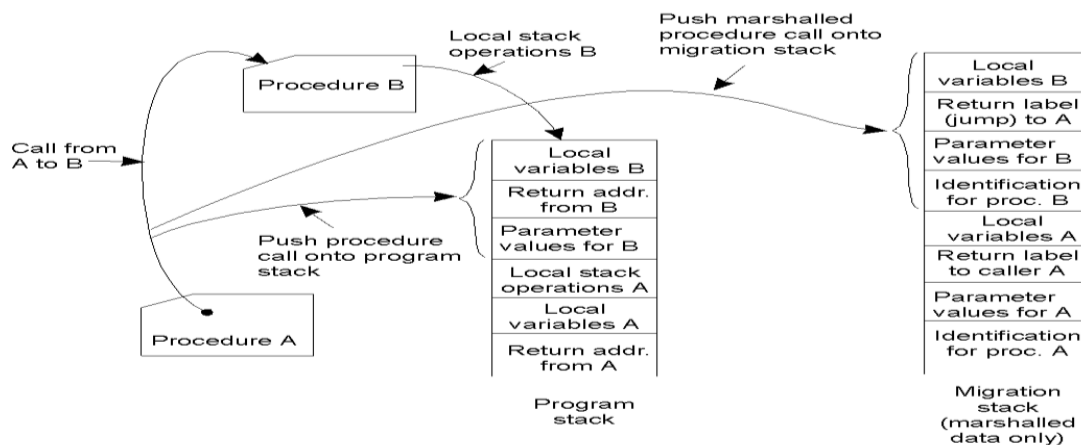 Push marshalled
procedure call onto
migration stack
Local stack
operations B
Procedure B
Call from
A to B
Push procedure
call onto program
stack
Procedure A
Local
variables B
Return addr.
from B
Parameter
values for B
Local stack
operations A
Local
variables A
Return addr.
from A
Program
stack
Local
variables B
Return label
(jump) to A
Parameter
values for B
Identification
for proc. B
Local
variables A
Return label
to caller A
Parameter
values for A
Identification
for proc. A
Migration
stack
(marshalled
data only)